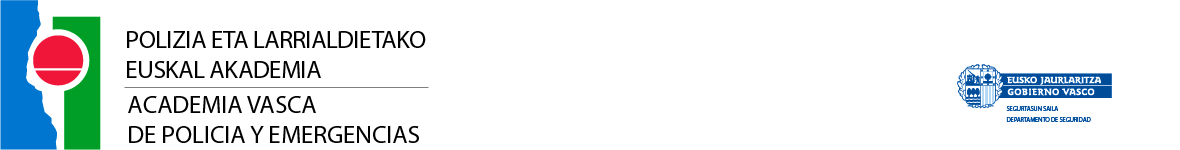 POLIZIA ETA LARRIALDIETAKO
EUSKAL AKADEMIA
ACADEMIA VASCA
DE POLICIA Y EMERGENCIAS
EUSKO JAURLARITZA
GOBIERNO VASCO
SEGURTASUN SAILA
DEPARTAMENTO DE SEGURIDAD